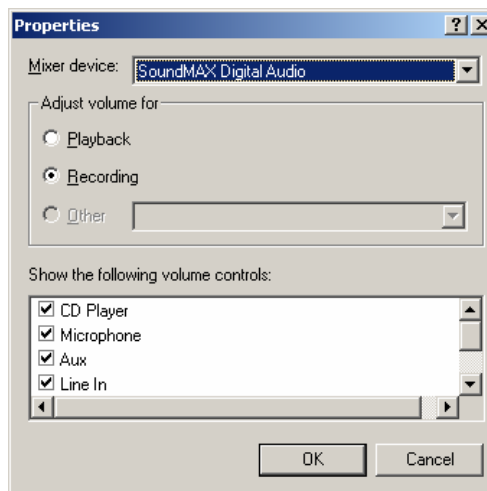 Properties
Mixer device: SoundMAX Digital Audio
Adjust volume for
Playback
Recording
Other
Show the following volume controls:
CD Player
Microphone
Aux
Line In
OK Cancel